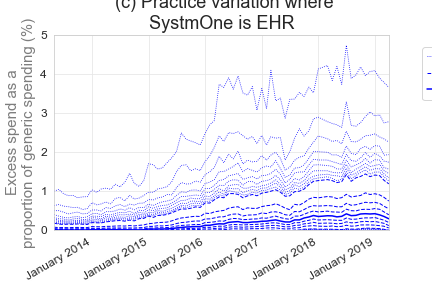 (c) Practice variation where
SystmOne is EHR
Excess spend as a
proportion of generic spending (%)
5
4
3
2
1
0
January 2014
January 2015
January 2016
January 2017
January 2018
January 2019